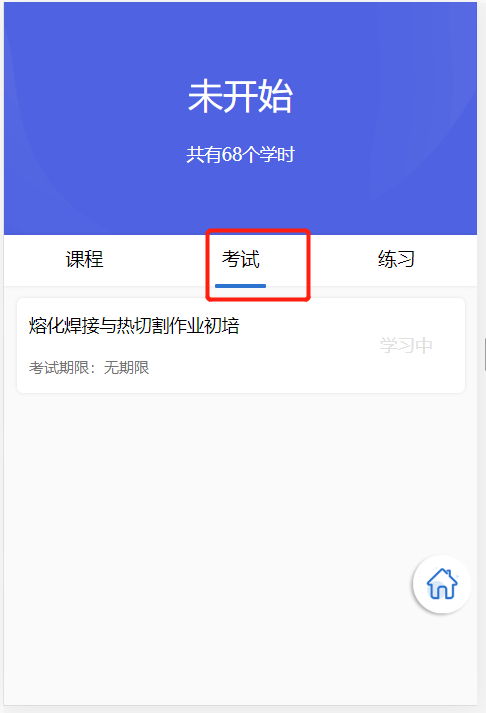 未开始
共有68个学时
课程 考试 练习
熔化焊接与热切割作业初培
学习中
考试期限：无期限